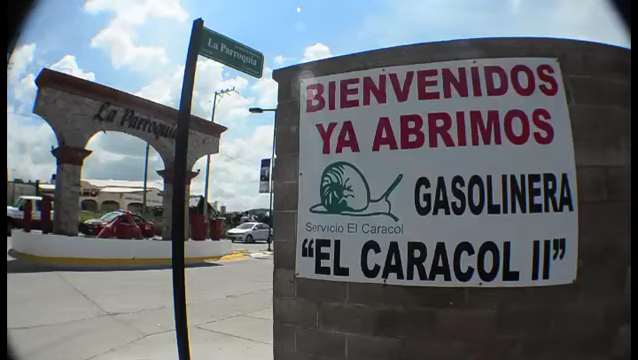 La Parroquia
La Parroquia
BIENVENIDOS
YA ABRIMOS
Servicio El Caracol
GASOLINERA
"EL CARACOL II"